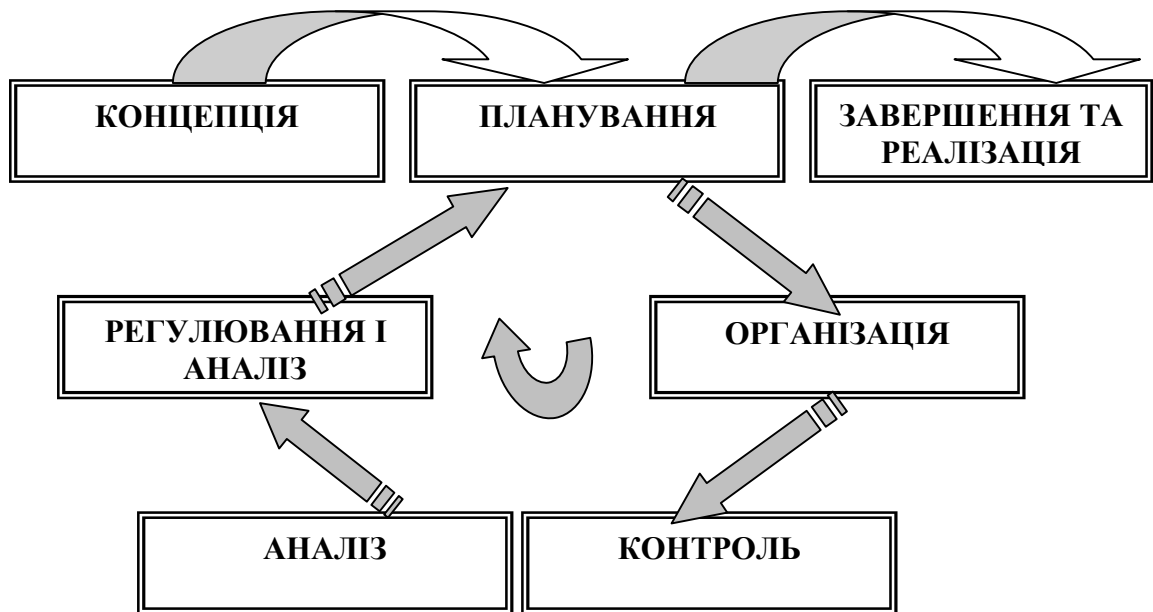 КОНЦЕПЦІЯ
ПЛАНУВАННЯ
ЗАВЕРШЕННЯ ТА
РЕАЛІЗАЦІЯ
РЕГУЛЮВАННЯ І
АНАЛІЗ
ОРГАНІЗАЦІЯ
АНАЛІЗ
КОНТРОЛЬ